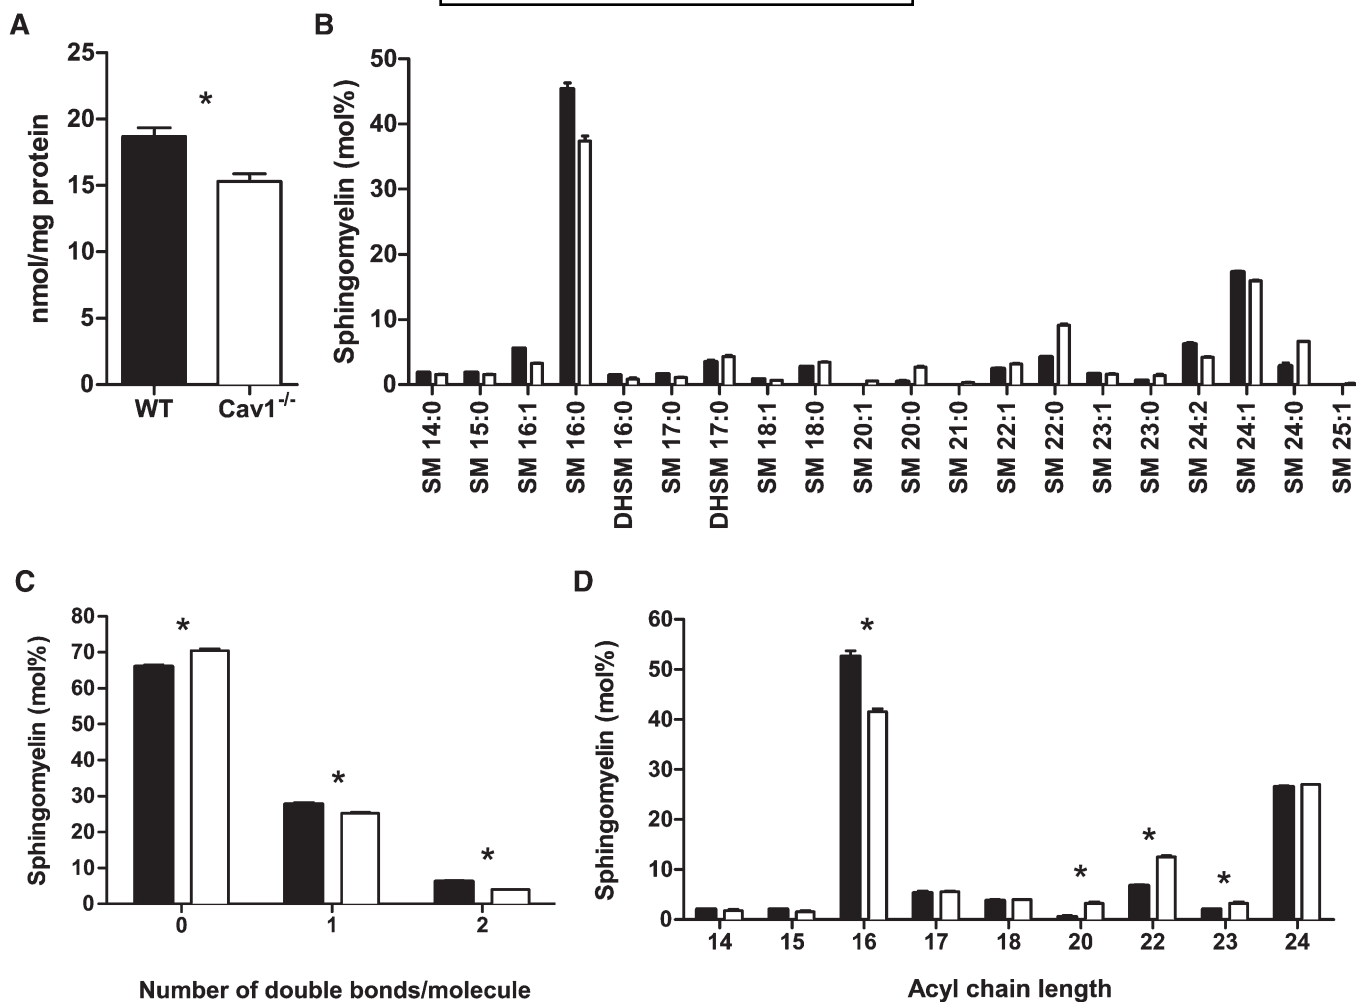 A
B
25
20
15
10
5
0
nmol/mg protein
*
WT
Cav1-/-
50
40
30
20
10
0
Sphingomyelin (mol%)
SM 14:0
SM 15:0
SM 16:1
SM 16:0
DHSM 16:0
SM 17:0
DHSM 17:0
SM 18:1
SM 18:0
SM 20:1
SM 20:0
SM 21:0
SM 22:1
SM 22:0
SM 23:1
SM 23:0
SM 24:2
SM 24:1
SM 24:0
SM 25:1
C
D
80
70
60
50
40
30
20
10
0
Sphingomyelin (mol%)
*
*
*
0 1 2
Number of double bonds/molecule
60
50
40
30
20
10
0
Sphingomyelin (mol%)
*
*
*
*
14 15 16 17 18 20 22 23 24
Acyl chain length